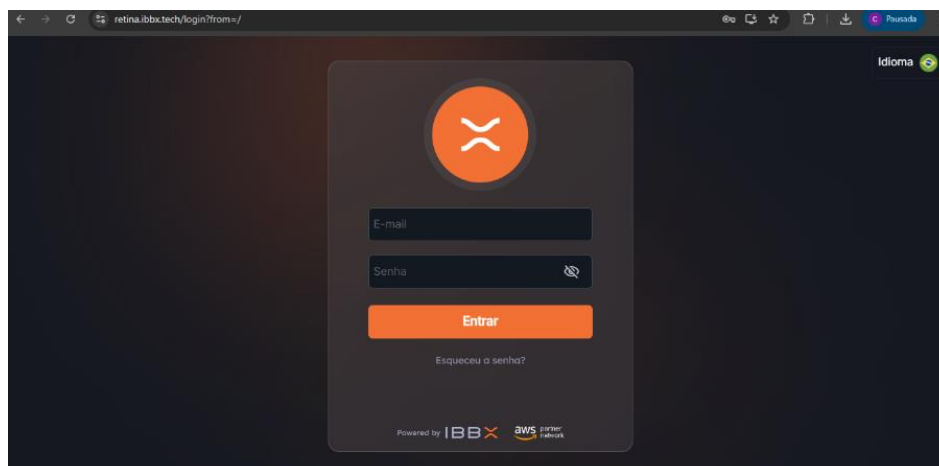 retina.ibbx.tech/login?from=/
C Pausada
Idioma
E-mail
Senha
Entrar
Esqueceu a senha?
Powered by IBBX aws partner network